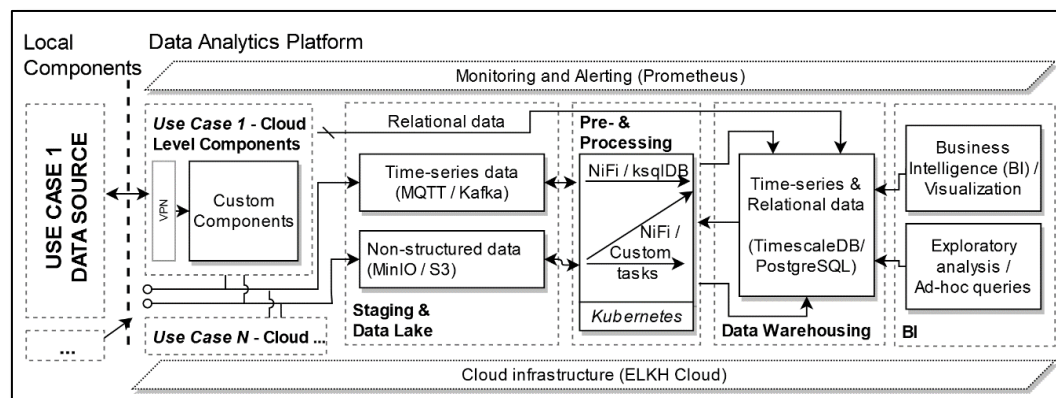 Local
Components
Data Analytics Platform
Monitoring and Alerting (Prometheus)
USE CASE 1
DATA SOURCE
...
Use Case 1 - Cloud
Level Components
VPN
Custom
Components
Use Case N - Cloud ...
Relational data
Time-series data
(MQTT / Kafka)
Non-structured data
(MinIO / S3)
Staging &
Data Lake
Pre- &
Processing
NiFi / ksqlDB
NiFi /
Custom
tasks
Kubernetes
Time-series &
Relational data
(TimescaleDB/
PostgreSQL)
Data Warehousing
Business
Intelligence (BI) /
Visualization
Exploratory
analysis /
Ad-hoc queries
BI
Cloud infrastructure (ELKH Cloud)